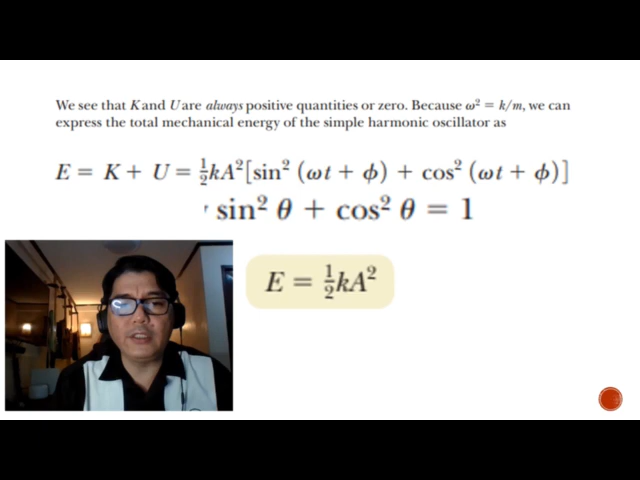 We see that K and U are always positive quantities or zero. Because ω² = k/m, we can
express the total mechanical energy of the simple harmonic oscillator as
E = K + U = ½kA²[sin² (ωt + ϕ) + cos² (ωt + ϕ)]
sin² θ + cos² θ = 1
E = ½kA²